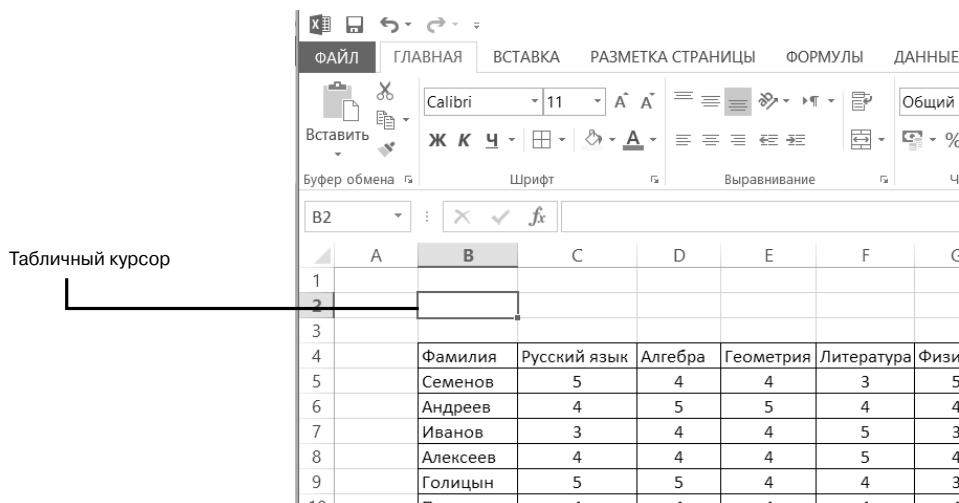 ФАЙЛ ГЛАВНАЯ ВСТАВКА РАЗМЕТКА СТРАНИЦЫ ФОРМУЛЫ ДАННЫЕ
Calibri 11 Общий
Вставить Ж К Ч А %
Буфер обмена Шрифт Выравнивание Ч
B2 fx
Табличный курсор
A B C D E F G
1
2
3
4 Фамилия Русский язык Алгебра Геометрия Литература Физи
5 Семенов 5 4 4 3 5
6 Андреев 4 5 5 4 4
7 Иванов 3 4 4 5 3
8 Алексеев 4 4 4 5 4
9 Голицын 5 5 4 4 3